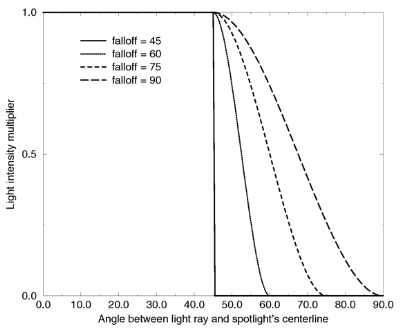 1.0
falloff = 45
falloff = 60
falloff = 75
falloff = 90
Light intensity multiplier
0.5
0.0
0.0 10.0 20.0 30.0 40.0 50.0 60.0 70.0 80.0 90.0
Angle between light ray and spotlight's centerline